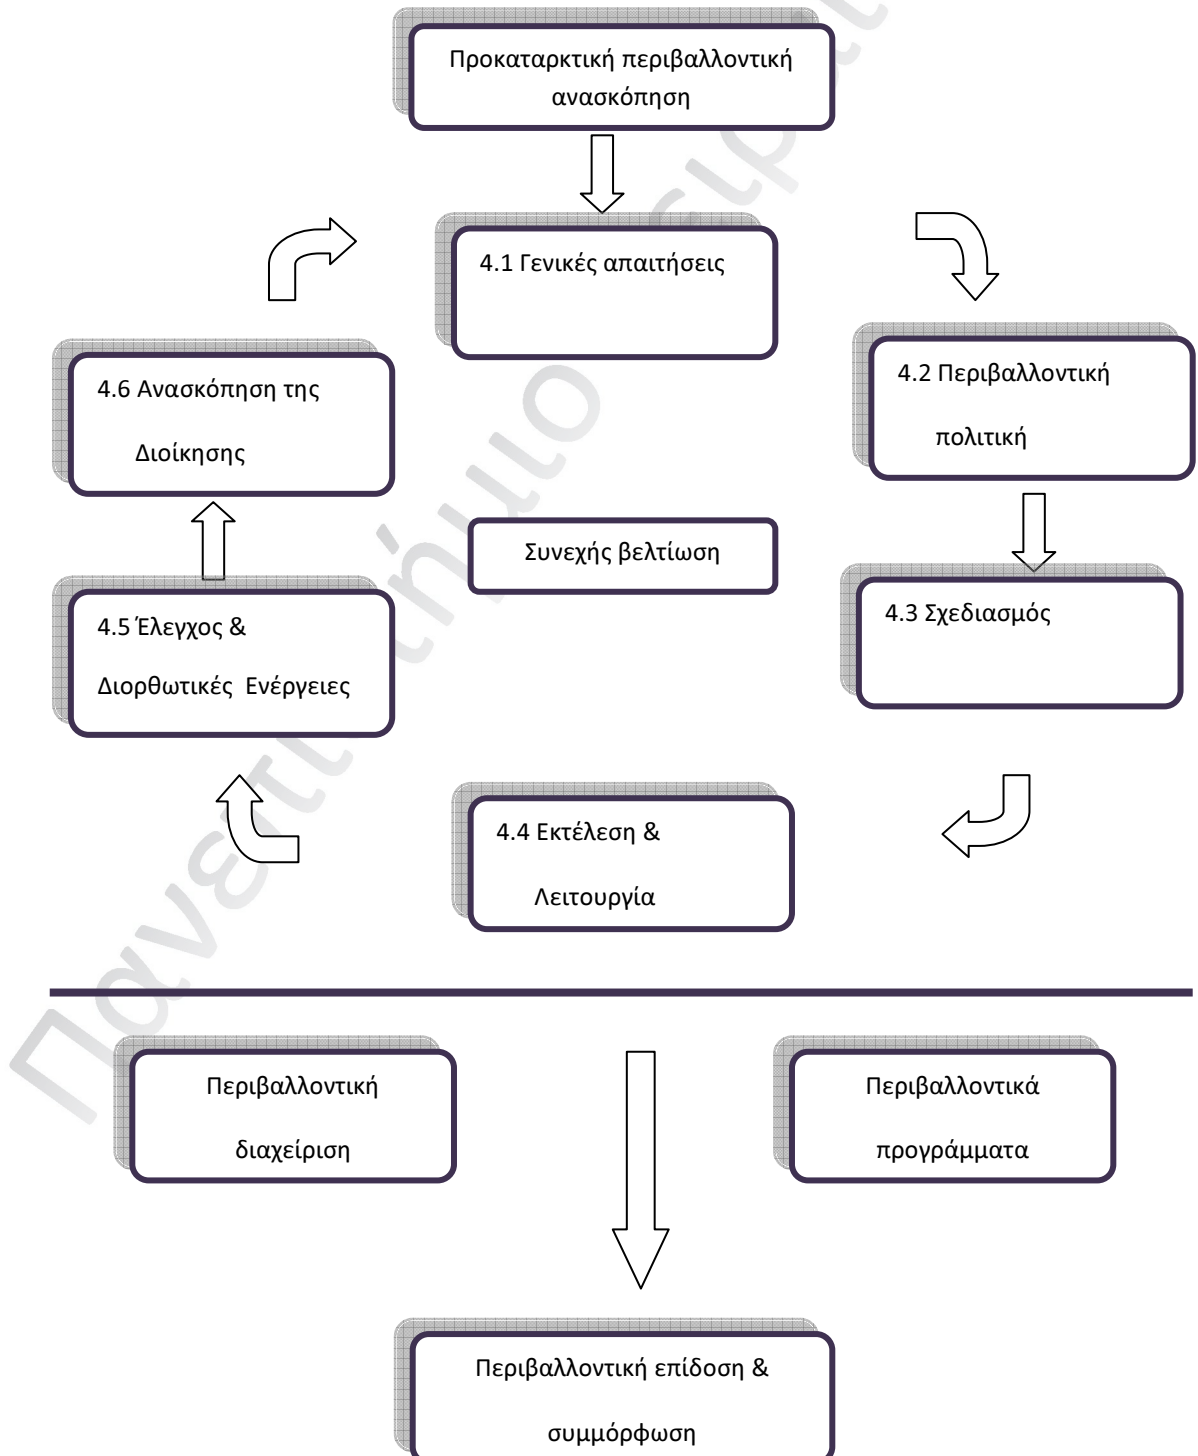 Προκαταρκτική περιβαλλοντική
ανασκόπηση
4.1 Γενικές απαιτήσεις
4.2 Περιβαλλοντική
πολιτική
4.6 Ανασκόπηση της
Διοίκησης
Συνεχής βελτίωση
4.3 Σχεδιασμός
4.5 Έλεγχος &
Διορθωτικές Ενέργειες
4.4 Εκτέλεση &
Λειτουργία
Περιβαλλοντική
διαχείριση
Περιβαλλοντικά
προγράμματα
Περιβαλλοντική επίδοση &
συμμόρφωση